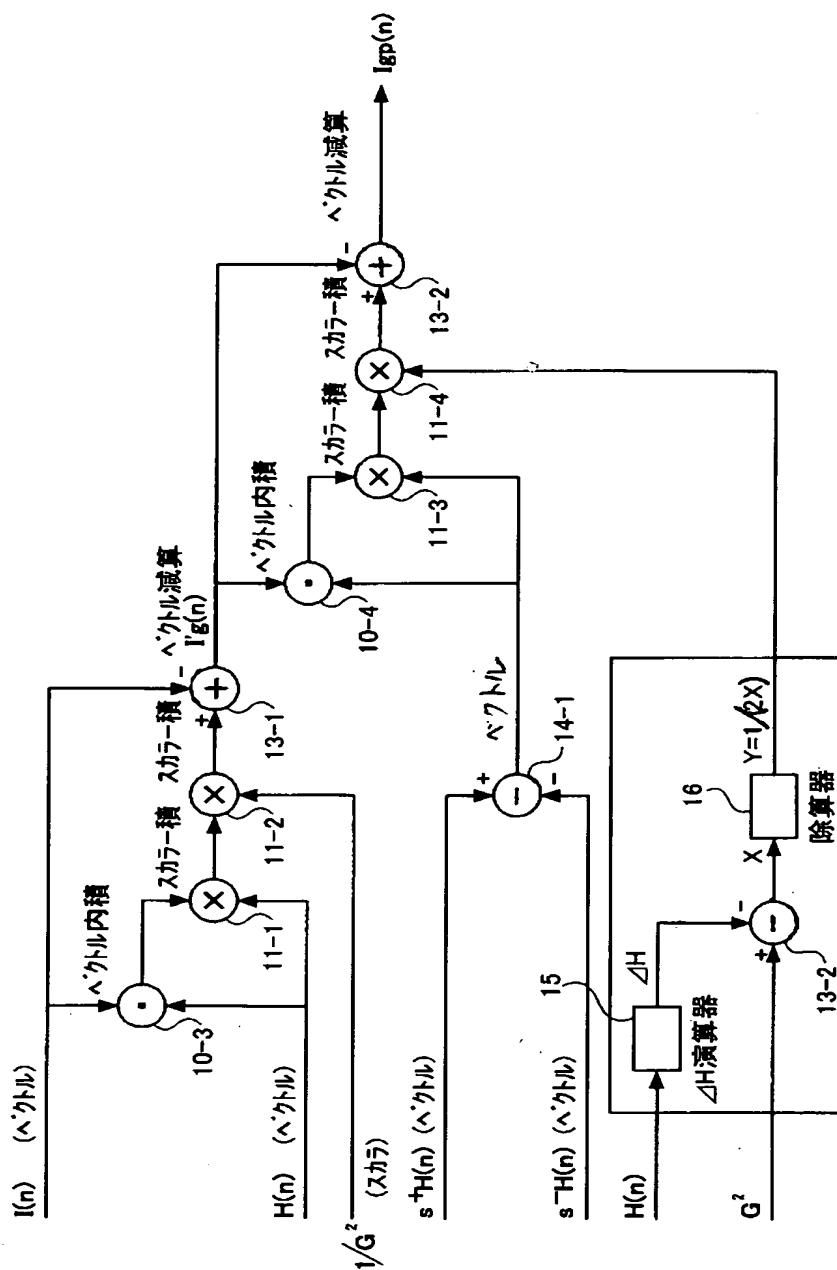 I(n) (ベクトル)
H(n) (ベクトル)
1/G²
(スカラ)
s⁺H(n) (ベクトル)
s⁻H(n) (ベクトル)
H(n)
G²
ベクトル内積
10-3
スカラー積
11-1
スカラー積
11-2
ベクトル減算
I'g(n)
+
-
13-1
ベクトル内積
10-4
スカラー積
11-3
スカラー積
11-4
ベクトル減算
+
-
13-2
Igp(n)
ベクトル
+
-
14-1
15
ΔH演算器
ΔH
+
-
13-2
X
16
除算器
Y=1/(2X)